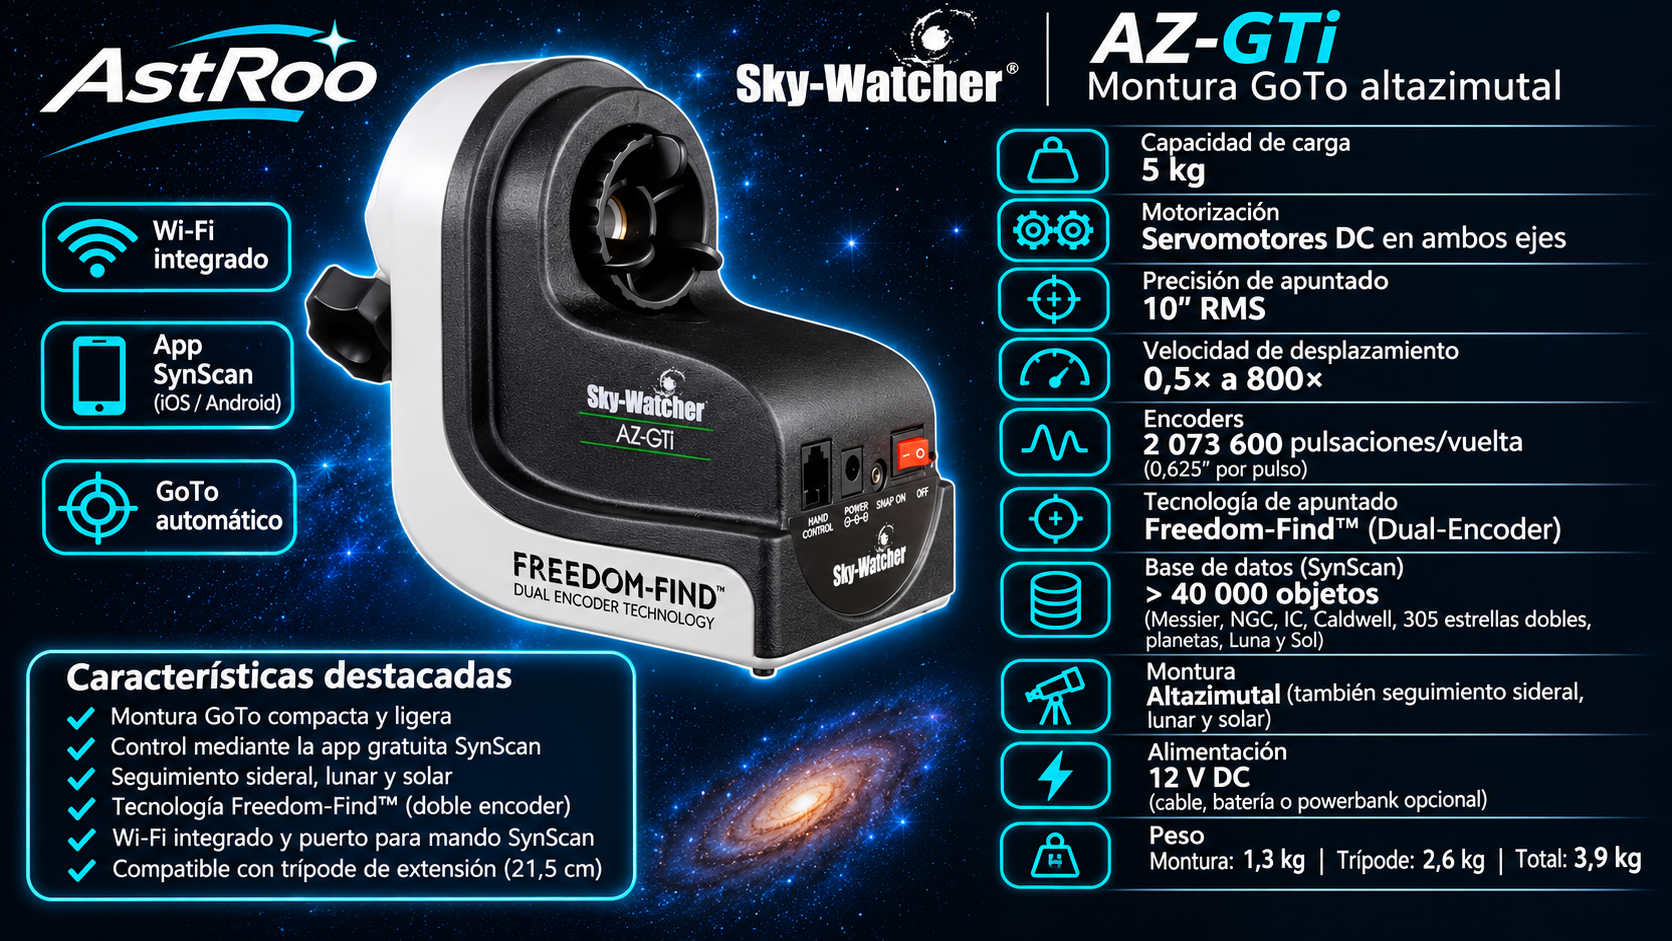 AstRoo
Sky-Watcher®
AZ-GTi
Montura GoTo altazimutal
Wi-Fi
integrado
App
SynScan
(iOS / Android)
GoTo
automático
Sky-Watcher
AZ-GTi
HAND
CONTROL
POWER
SNAP
ON
OFF
Sky-Watcher
FREEDOM-FIND™
DUAL ENCODER TECHNOLOGY
Características destacadas
Montura GoTo compacta y ligera
Control mediante la app gratuita SynScan
Seguimiento sideral, lunar y solar
Tecnología Freedom-Find™ (doble encoder)
Wi-Fi integrado y puerto para mando SynScan
Compatible con trípode de extensión (21,5 cm)
Capacidad de carga
5 kg
Motorización
Servomotores DC en ambos ejes
Precisión de apuntado
10″ RMS
Velocidad de desplazamiento
0,5× a 800×
Encoders
2 073 600 pulsaciones/vuelta
(0,625″ por pulso)
Tecnología de apuntado
Freedom-Find™ (Dual-Encoder)
Base de datos (SynScan)
> 40 000 objetos
(Messier, NGC, IC, Caldwell, 305 estrellas dobles,
planetas, Luna y Sol)
Montura
Altazimutal (también seguimiento sideral,
lunar y solar)
Alimentación
12 V DC
(cable, batería o powerbank opcional)
Peso
Montura: 1,3 kg | Trípode: 2,6 kg | Total: 3,9 kg